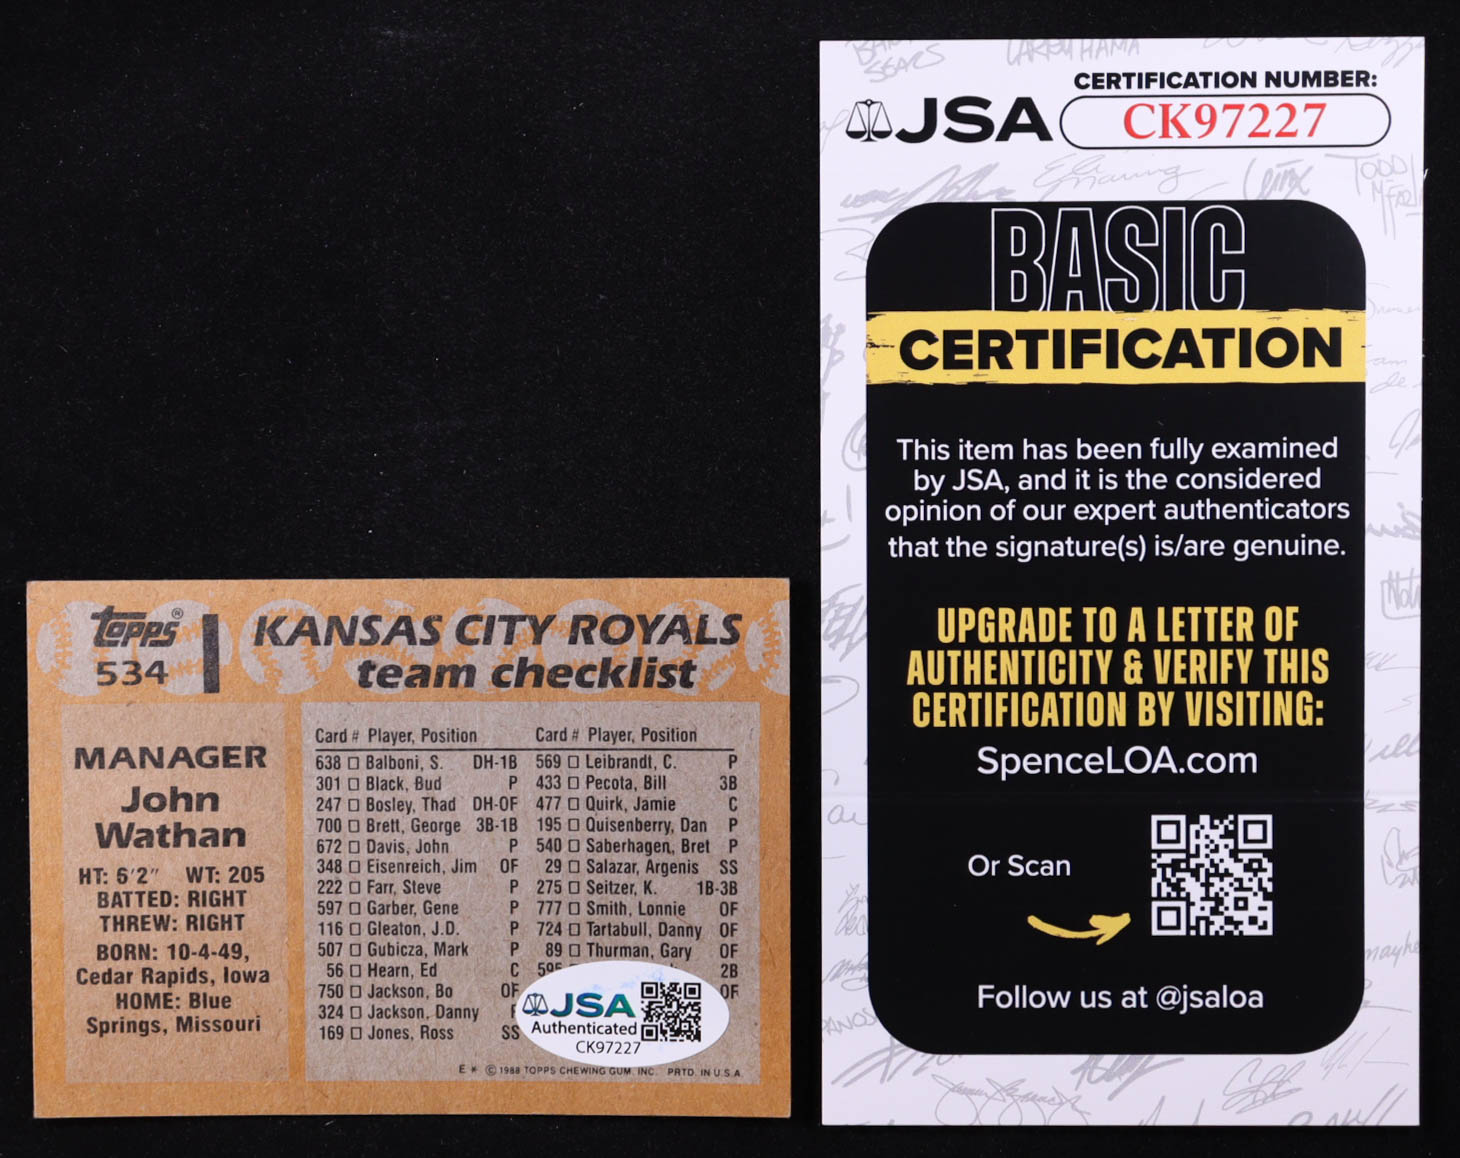 topps®
534
KANSAS CITY ROYALS
team checklist
MANAGER
John
Wathan
HT: 6'2" WT: 205
BATTED: RIGHT
THREW: RIGHT
BORN: 10-4-49,
Cedar Rapids, Iowa
HOME: Blue
Springs, Missouri
Card # Player, Position
638 □ Balboni, S. DH-1B
301 □ Black, Bud P
247 □ Bosley, Thad DH-OF
700 □ Brett, George 3B-1B
672 □ Davis, John P
348 □ Eisenreich, Jim OF
222 □ Farr, Steve P
597 □ Garber, Gene P
116 □ Gleaton, J.D. P
507 □ Gubicza, Mark P
56 □ Hearn, Ed C
750 □ Jackson, Bo OF
324 □ Jackson, Danny
169 □ Jones, Ross SS
Card # Player, Position
569 □ Leibrandt, C. P
433 □ Pecota, Bill 3B
477 □ Quirk, Jamie C
195 □ Quisenberry, Dan P
540 □ Saberhagen, Bret P
29 □ Salazar, Argenis SS
275 □ Seitzer, K. 1B-3B
777 □ Smith, Lonnie OF
724 □ Tartabull, Danny OF
89 □ Thurman, Gary OF
2B
OF
JSA
Authenticated
CK97227
E * © 1988 TOPPS CHEWING GUM, INC. PRTD. IN U.S.A.
JSA
CERTIFICATION NUMBER:
CK97227
BASIC
CERTIFICATION
This item has been fully examined
by JSA, and it is the considered
opinion of our expert authenticators
that the signature(s) is/are genuine.
UPGRADE TO A LETTER OF
AUTHENTICITY & VERIFY THIS
CERTIFICATION BY VISITING:
SpenceLOA.com
Or Scan
Follow us at @jsaloa